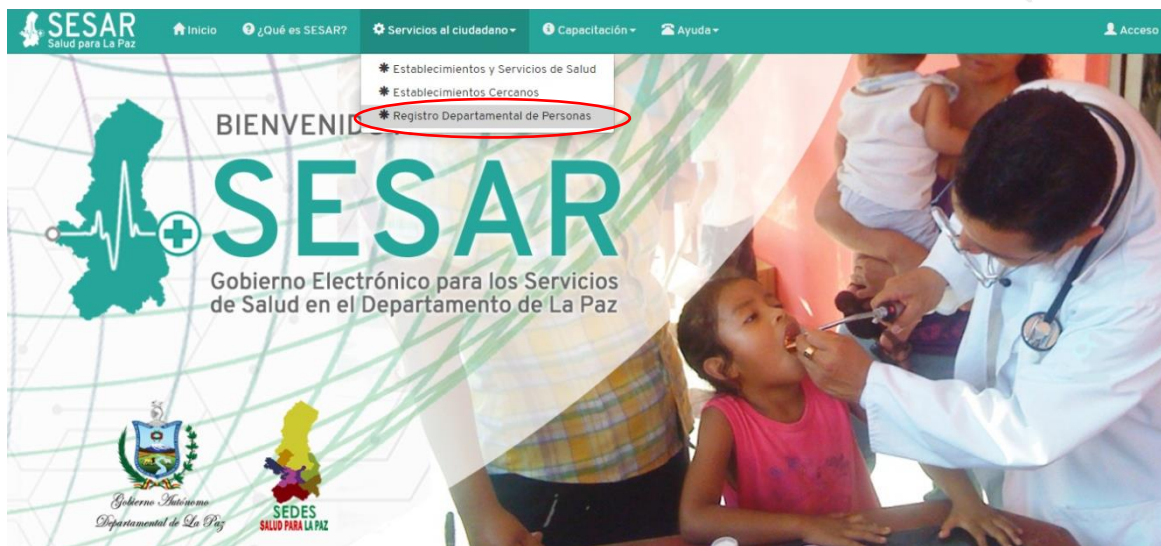 SESAR
Salud para La Paz
Inicio
¿Qué es SESAR?
Servicios al ciudadano
Capacitación
Ayuda
Acceso
Establecimientos y Servicios de Salud
Establecimientos Cercanos
Registro Departamental de Personas
BIENVENID
SESAR
Gobierno Electrónico para los Servicios
de Salud en el Departamento de La Paz
Gobierno Autónomo
Departamental de La Paz
SEDES
SALUD PARA LA PAZ